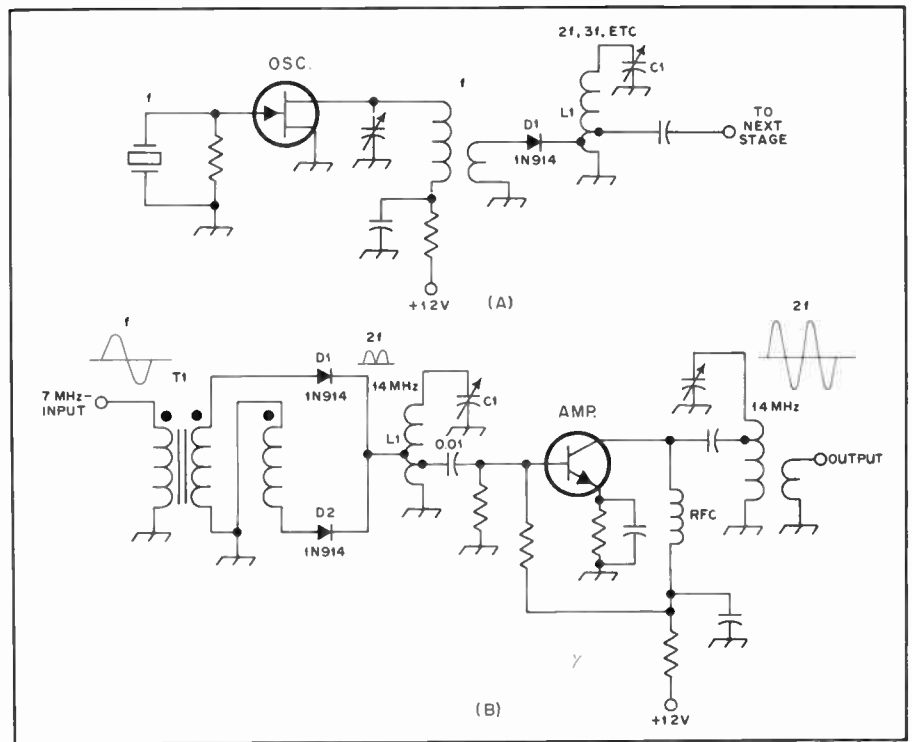 2f, 3f, ETC
OSC.
C1
f
f
L1
D1
TO
NEXT
STAGE
1N914
+12V
(A)
2f
f
2f
D1
T1
1N914
14 MHz
7 MHz-
INPUT
C1
AMP.
14 MHz
L1
0.01
OUTPUT
D2
RFC
1N914
γ
(B)
+12V